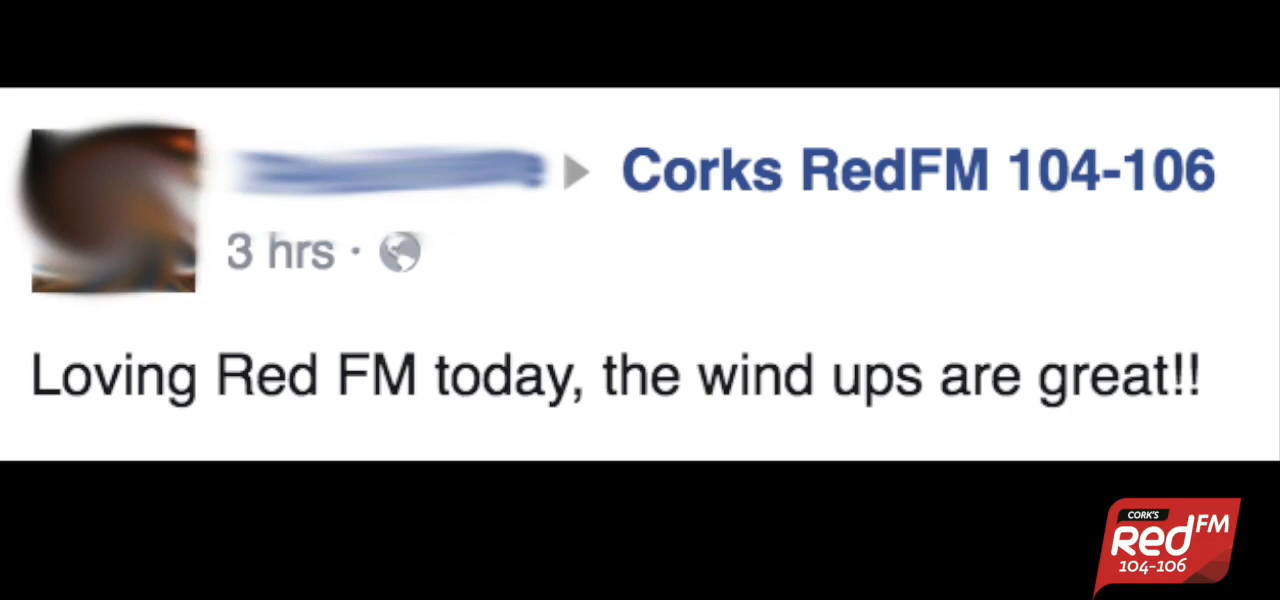 Corks RedFM 104-106
3 hrs ·
Loving Red FM today, the wind ups are great!!
CORK'S
Red FM
104-106